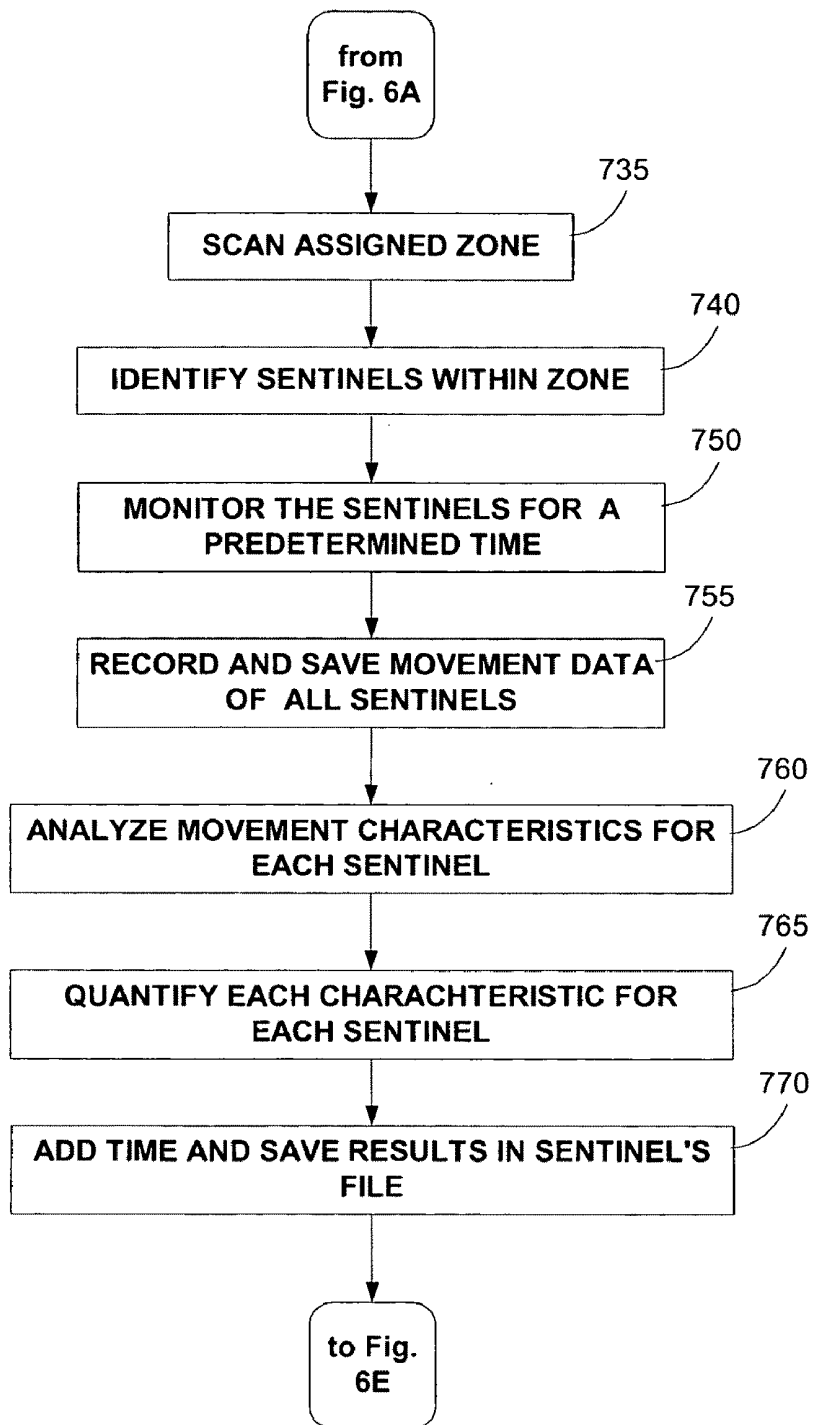 from
Fig. 6A
735
SCAN ASSIGNED ZONE
740
IDENTIFY SENTINELS WITHIN ZONE
750
MONITOR THE SENTINELS FOR A
PREDETERMINED TIME
755
RECORD AND SAVE MOVEMENT DATA
OF ALL SENTINELS
760
ANALYZE MOVEMENT CHARACTERISTICS FOR
EACH SENTINEL
765
QUANTIFY EACH CHARACHTERISTIC FOR
EACH SENTINEL
770
ADD TIME AND SAVE RESULTS IN SENTINEL'S
FILE
to Fig.
6E